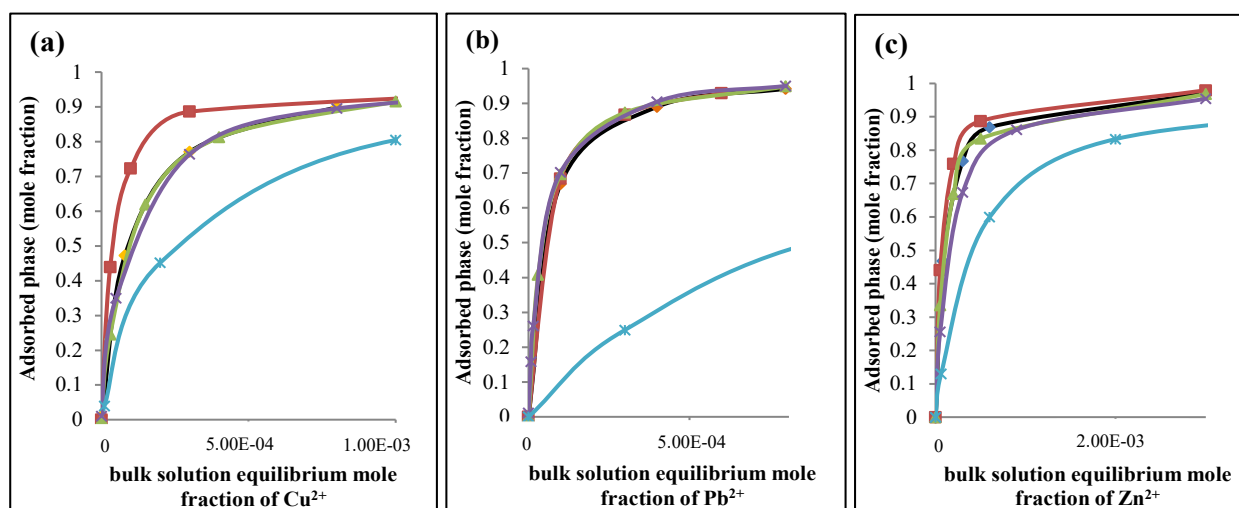 (a)
Adsorbed phase (mole fraction)
1
0.9
0.8
0.7
0.6
0.5
0.4
0.3
0.2
0.1
0
0
5.00E-04
1.00E-03
bulk solution equilibrium mole
fraction of Cu²⁺
(b)
Adsorbed phase (mole fraction)
1
0.9
0.8
0.7
0.6
0.5
0.4
0.3
0.2
0.1
0
0
5.00E-04
bulk solution equilibrium mole
fraction of Pb²⁺
(c)
Adsorbed phase (mole fraction)
1
0.9
0.8
0.7
0.6
0.5
0.4
0.3
0.2
0.1
0
0
2.00E-03
bulk solution equilibrium mole
fraction of Zn²⁺